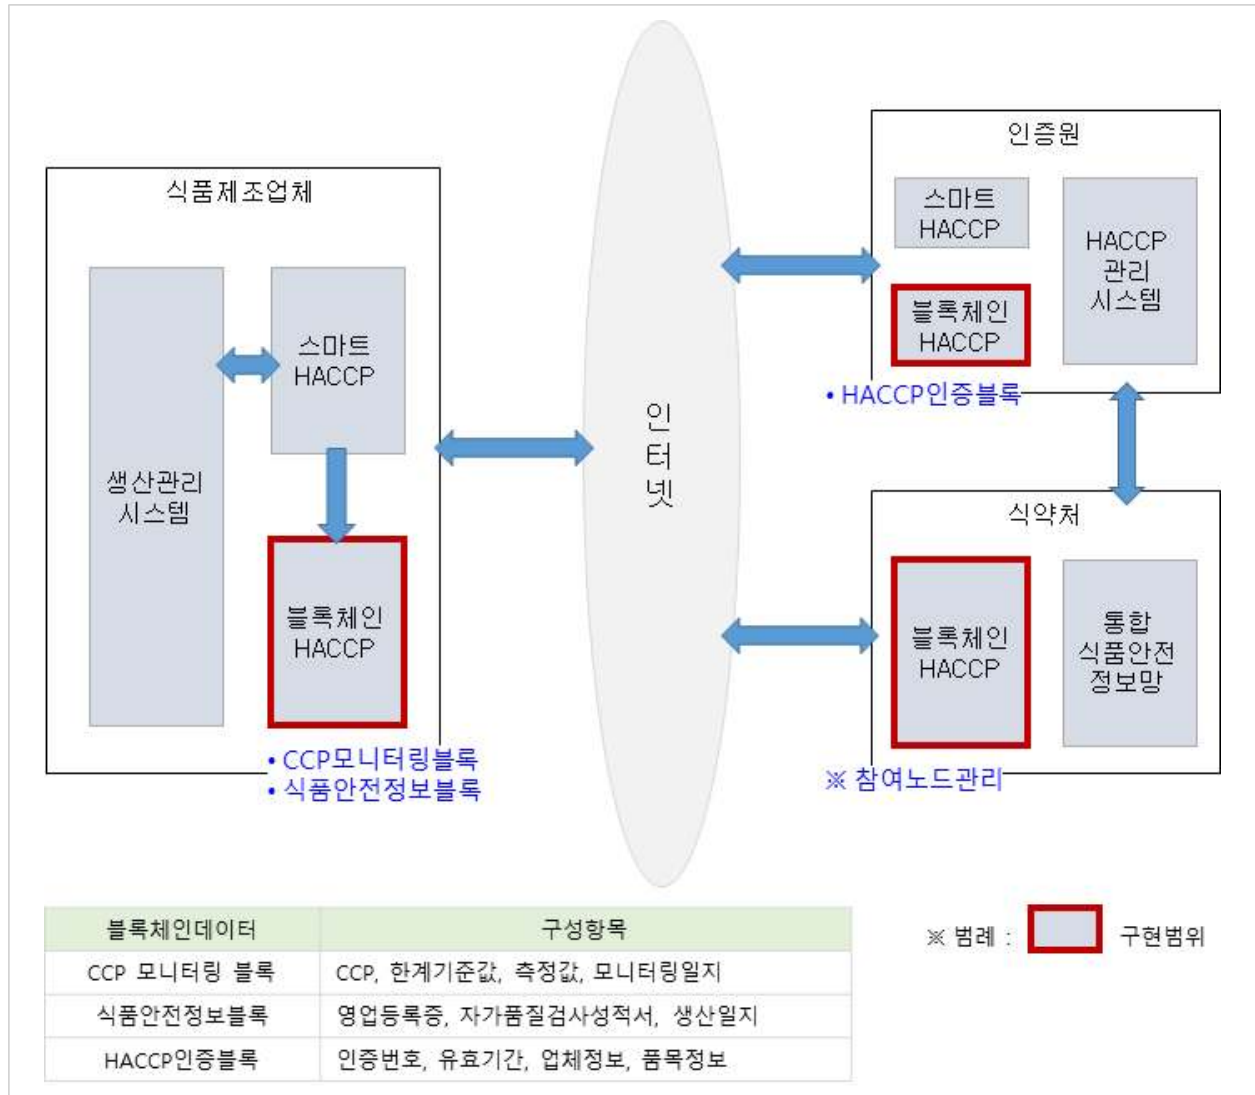 식품제조업체
생산관리
시스템
스마트
HACCP
블록체인
HACCP
• CCP모니터링블록
• 식품안전정보블록
인
터
넷
인증원
스마트
HACCP
블록체인
HACCP
HACCP
관리
시스템
• HACCP인증블록
식약처
블록체인
HACCP
통합
식품안전
정보망
※ 참여노드관리
블록체인데이터 구성항목
CCP 모니터링 블록 CCP, 한계기준값, 측정값, 모니터링일지
식품안전정보블록 영업등록증, 자가품질검사성적서, 생산일지
HACCP인증블록 인증번호, 유효기간, 업체정보, 품목정보
※ 범례 : 구현범위